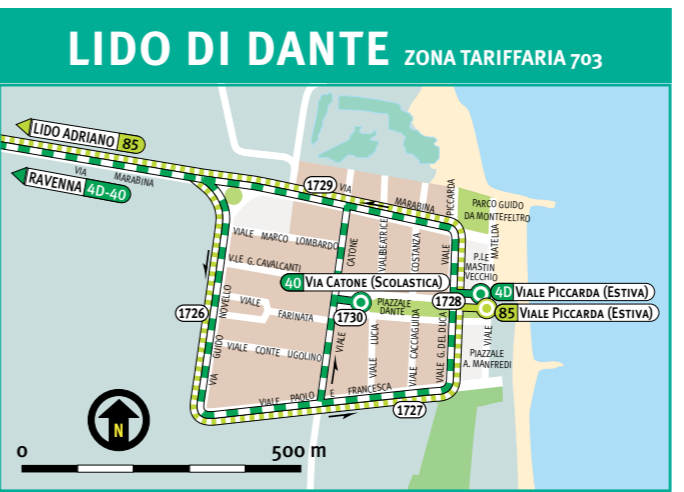 LIDO DI DANTE ZONA TARIFFARIA 703
LIDO ADRIANO 85
RAVENNA 4D-40
VIA MARABINA
1729
VIA MARABINA
VIALE PICCARDA
PARCO GUIDO
DA MONTEFELTRO
VIALE MARCO LOMBARDO
CATONE
VIALBEATRICE
COSTANZA
MATELDA
P.LE
MASTIN
VECCHIO
V.LE G. CAVALCANTI
40 VIA CATONE (SCOLASTICA)
4D VIALE PICCARDA (ESTIVA)
1728
85 VIALE PICCARDA (ESTIVA)
1726
VIA GUIDO NOVELLO
VIALE FARINATA
1730
PIAZZALE
DANTE
VIALE
VIALE LUCIA
VIALE CACCIAGUIDA
VIALE G. DEL DUCA
VIALE
PIAZZALE
A. MANFREDI
VIALE CONTE UGOLINO
VIALE PAOLO E FRANCESCA
1727
N
0 500 m